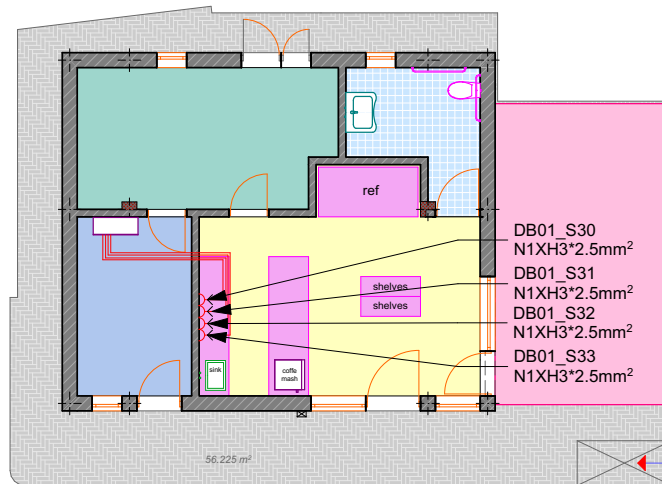 ref
DB01_S30
N1XH3*2.5mm²
DB01_S31
N1XH3*2.5mm²
shelves
shelves
DB01_S32
N1XH3*2.5mm²
DB01_S33
N1XH3*2.5mm²
sink
coffe
mash
56.225 m²